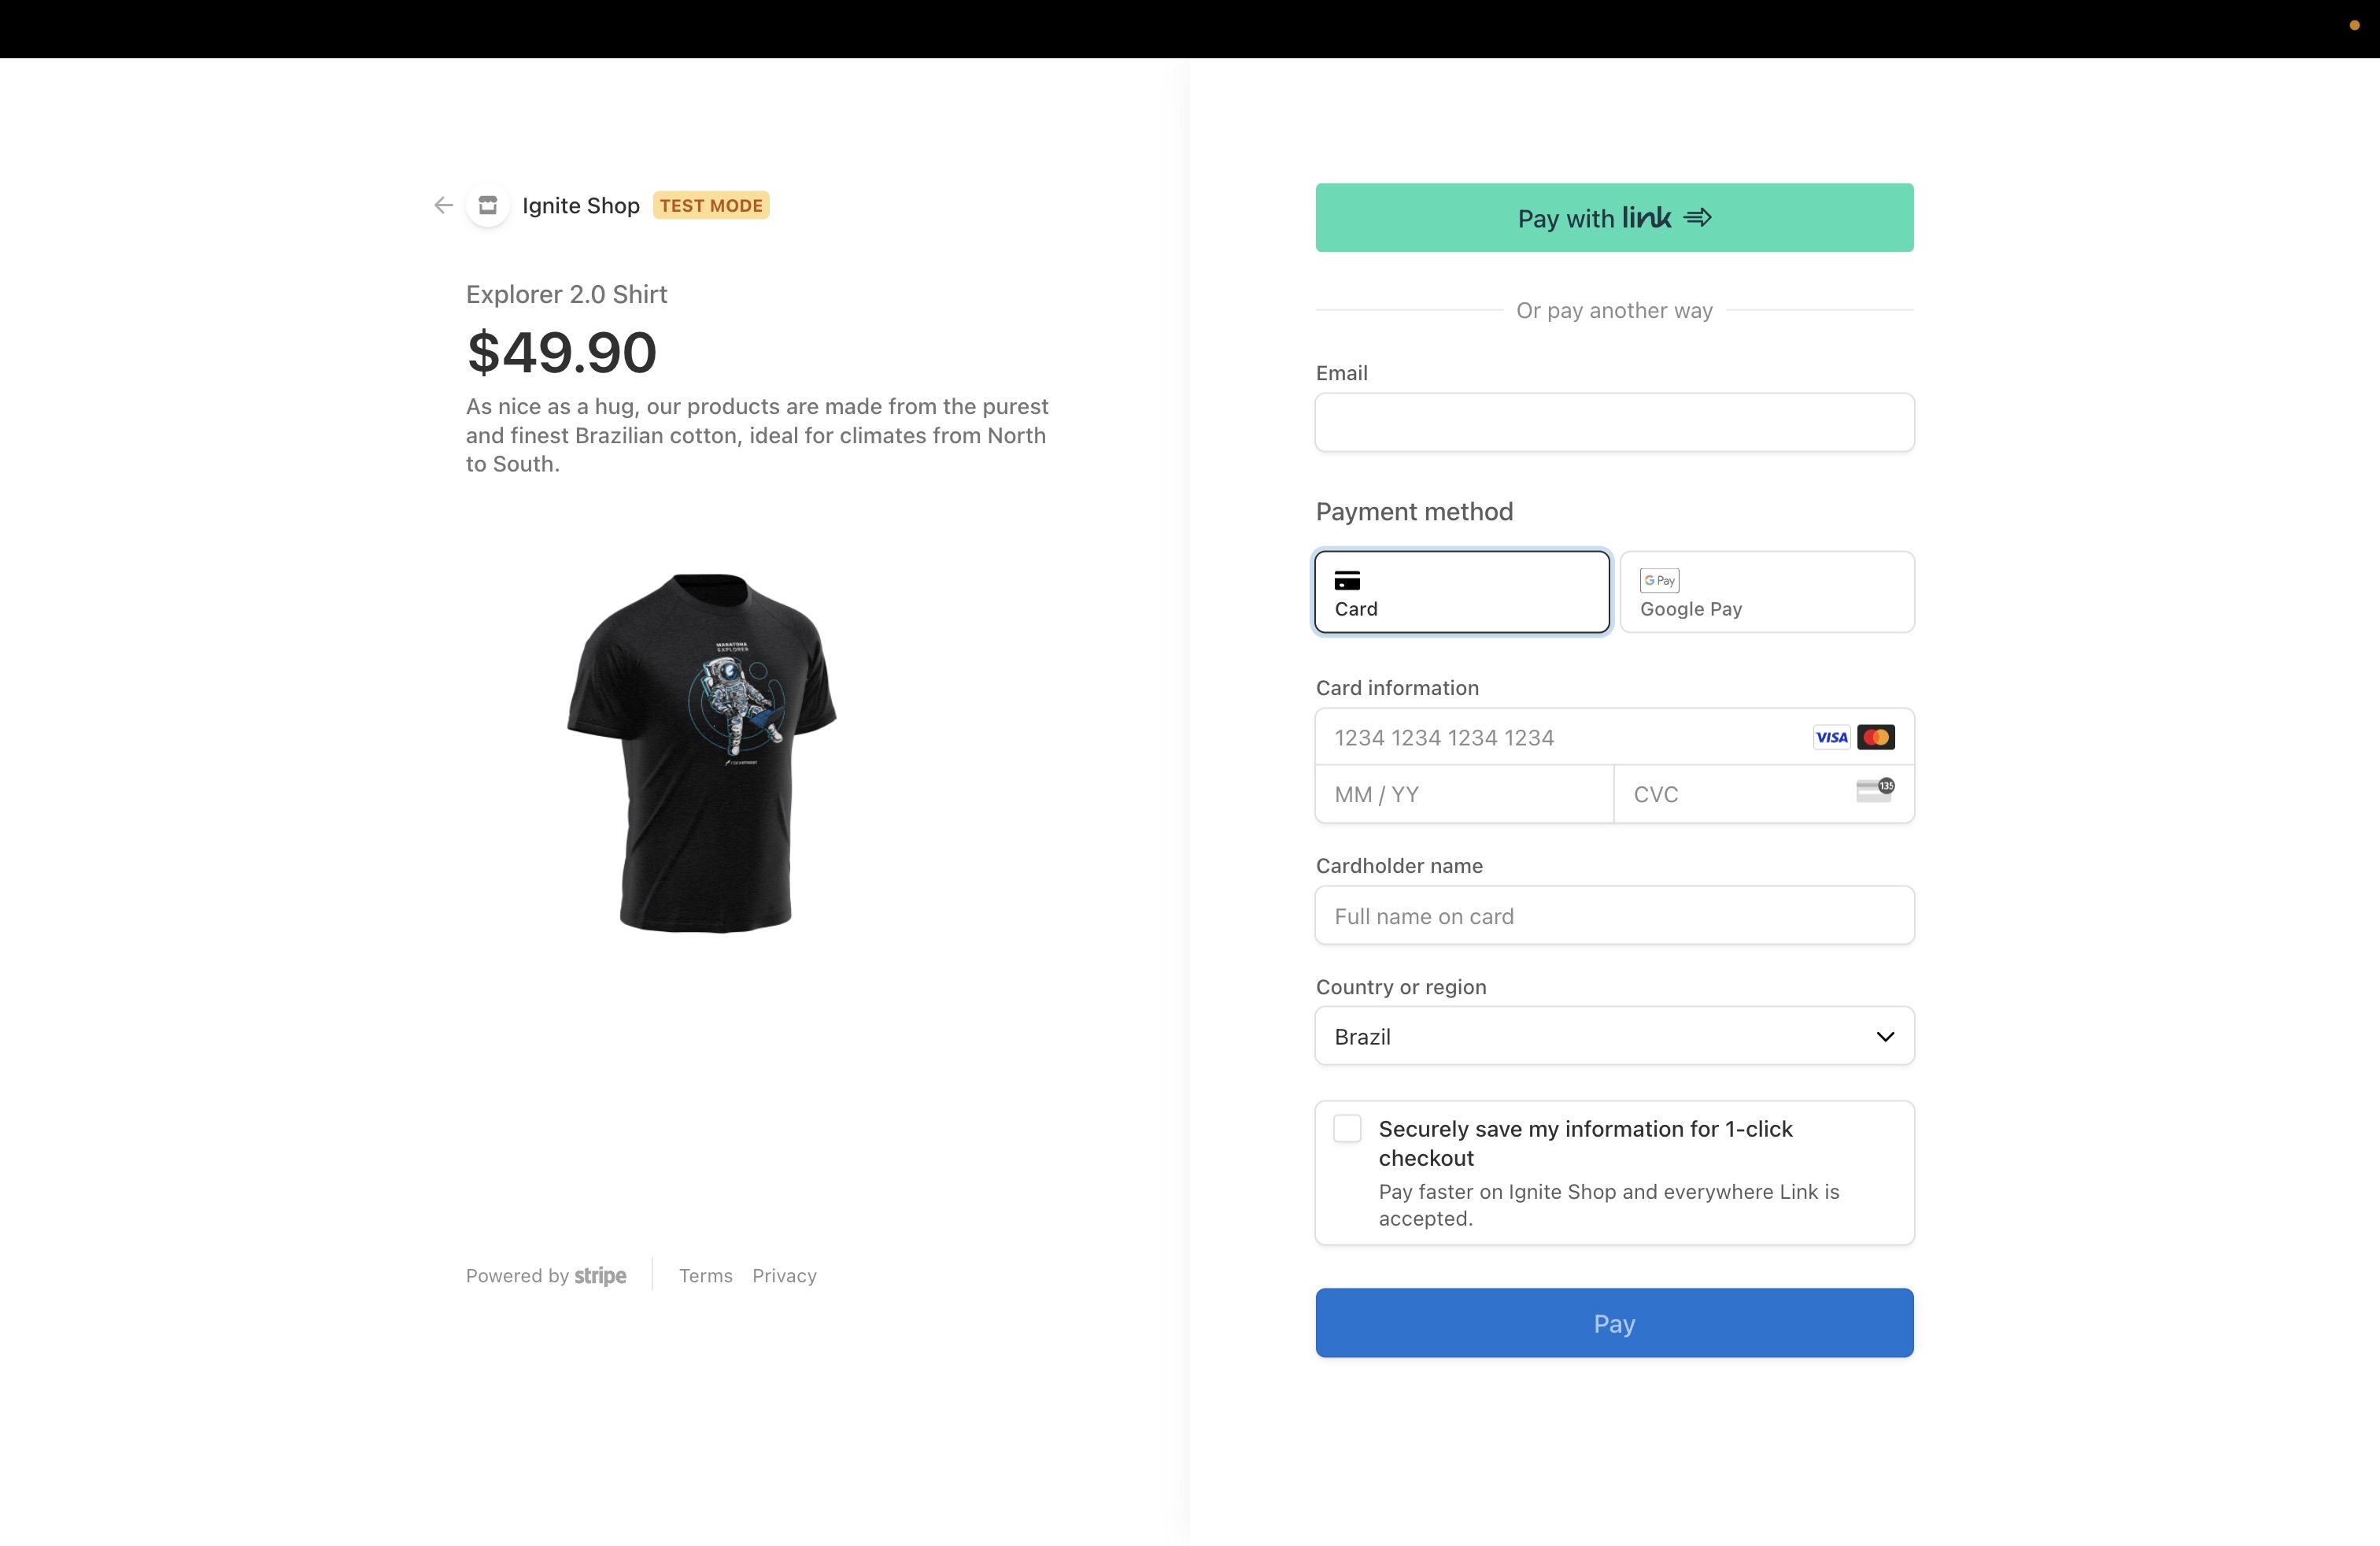 Ignite Shop TEST MODE
Explorer 2.0 Shirt
$49.90
As nice as a hug, our products are made from the purest
and finest Brazilian cotton, ideal for climates from North
to South.
MARATONA
EXPLORER
Powered by stripe
Terms Privacy
Pay with link
Or pay another way
Email
Payment method
Card
G Pay
Google Pay
Card information
1234 1234 1234 1234
VISA
MM / YY
CVC
135
Cardholder name
Full name on card
Country or region
Brazil
Securely save my information for 1-click
checkout
Pay faster on Ignite Shop and everywhere Link is
accepted.
Pay